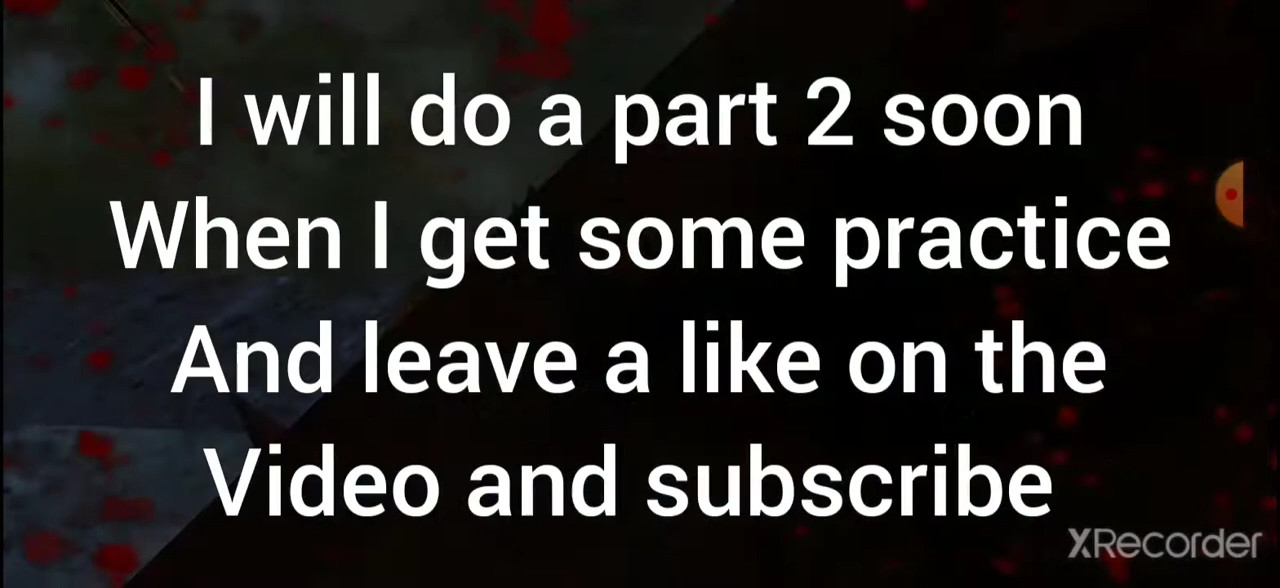 I will do a part 2 soon
When I get some practice
And leave a like on the
Video and subscribe
XRecorder